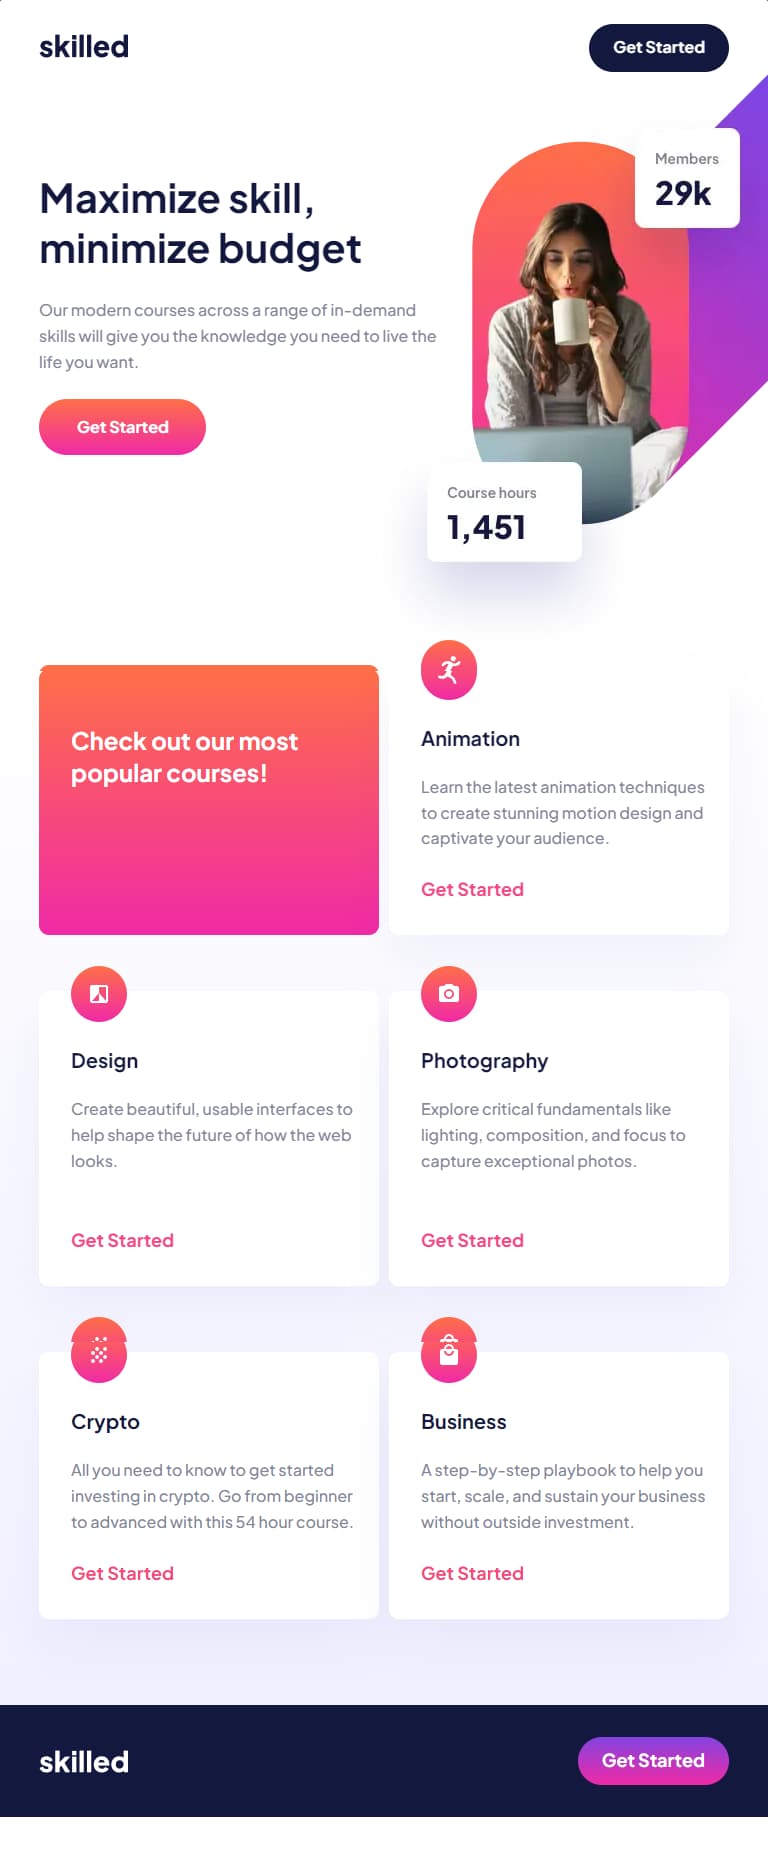 skilled
Get Started
Members
29k
Maximize skill,
minimize budget
Our modern courses across a range of in-demand
skills will give you the knowledge you need to live the
life you want.
Get Started
Course hours
1,451
Check out our most
popular courses!
Animation
Learn the latest animation techniques
to create stunning motion design and
captivate your audience.
Get Started
Design
Create beautiful, usable interfaces to
help shape the future of how the web
looks.
Get Started
Photography
Explore critical fundamentals like
lighting, composition, and focus to
capture exceptional photos.
Get Started
Crypto
All you need to know to get started
investing in crypto. Go from beginner
to advanced with this 54 hour course.
Get Started
Business
A step-by-step playbook to help you
start, scale, and sustain your business
without outside investment.
Get Started
skilled
Get Started